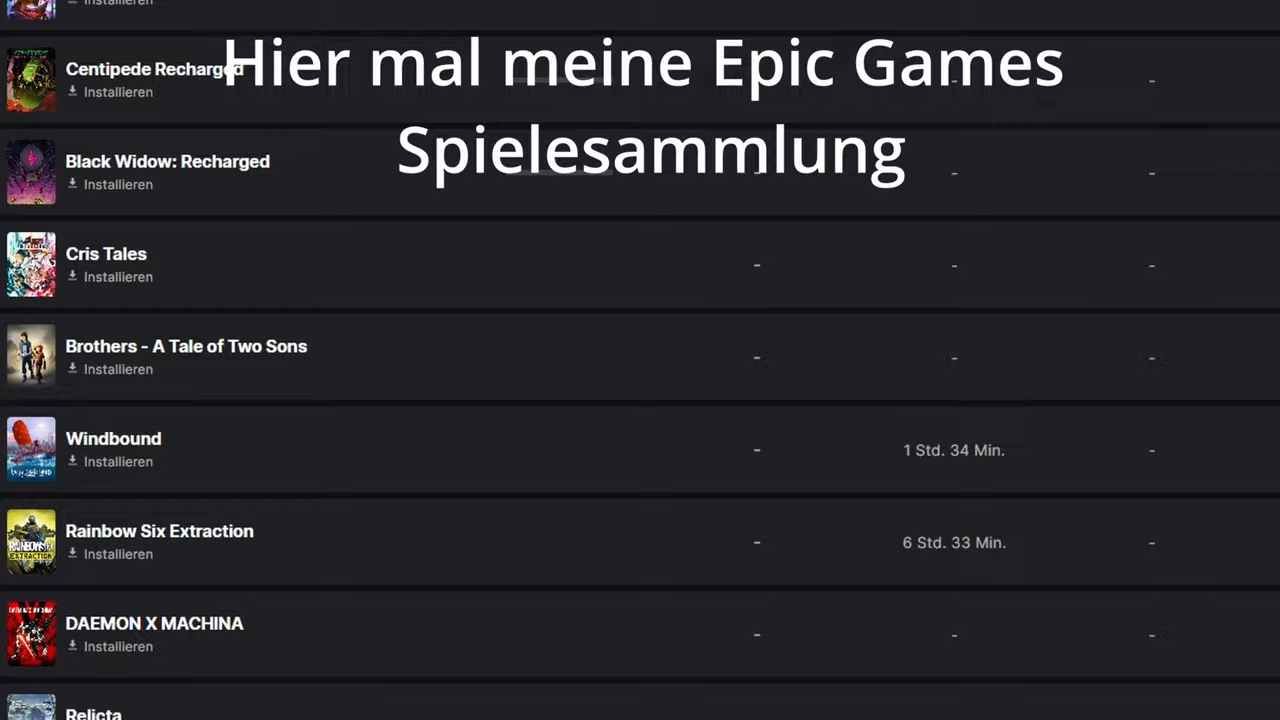 Installieren
Hier mal meine Epic Games
Spielesammlung
Centipede Recharged
Installieren
-
-
Black Widow: Recharged
Installieren
-
-
-
Cris Tales
Installieren
-
-
-
Brothers - A Tale of Two Sons
Installieren
-
-
-
Windbound
Installieren
-
1 Std. 34 Min.
-
Rainbow Six Extraction
Installieren
-
6 Std. 33 Min.
-
DAEMON X MACHINA
Installieren
-
-
-
Relicta